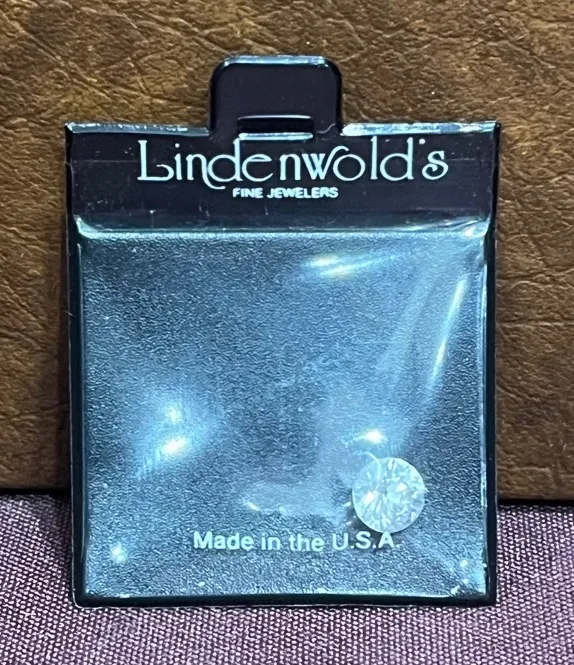 Lindenwold's
FINE JEWELERS
Made in the U.S.A